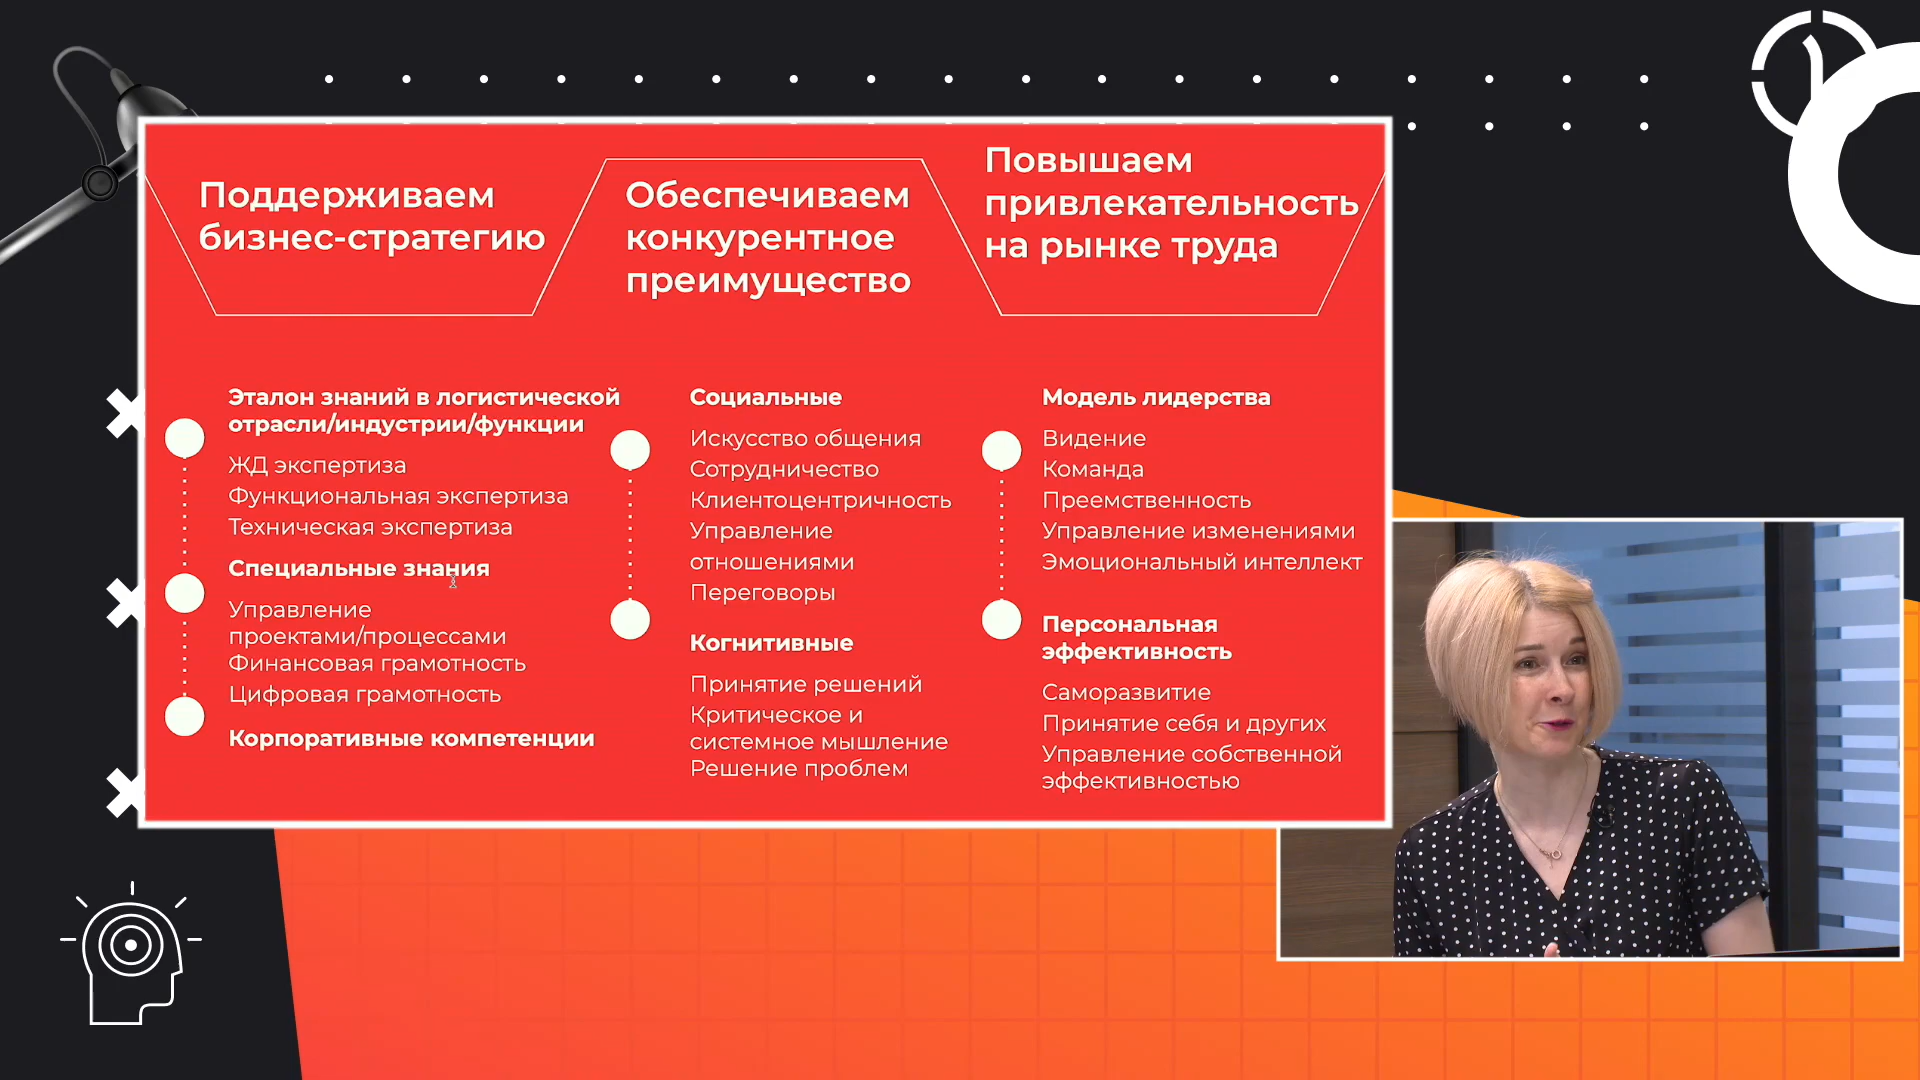 Поддерживаем
бизнес-стратегию
Обеспечиваем
конкурентное
преимущество
Повышаем
привлекательность
на рынке труда
Эталон знаний в логистической
отрасли/индустрии/функции
ЖД экспертиза
Функциональная экспертиза
Техническая экспертиза
Специальные знания
Управление
проектами/процессами
Финансовая грамотность
Цифровая грамотность
Корпоративные компетенции
Социальные
Искусство общения
Сотрудничество
Клиентоцентричность
Управление
отношениями
Переговоры
Когнитивные
Принятие решений
Критическое и
системное мышление
Решение проблем
Модель лидерства
Видение
Команда
Преемственность
Управление изменениями
Эмоциональный интеллект
Персональная
эффективность
Саморазвитие
Принятие себя и других
Управление собственной
эффективностью